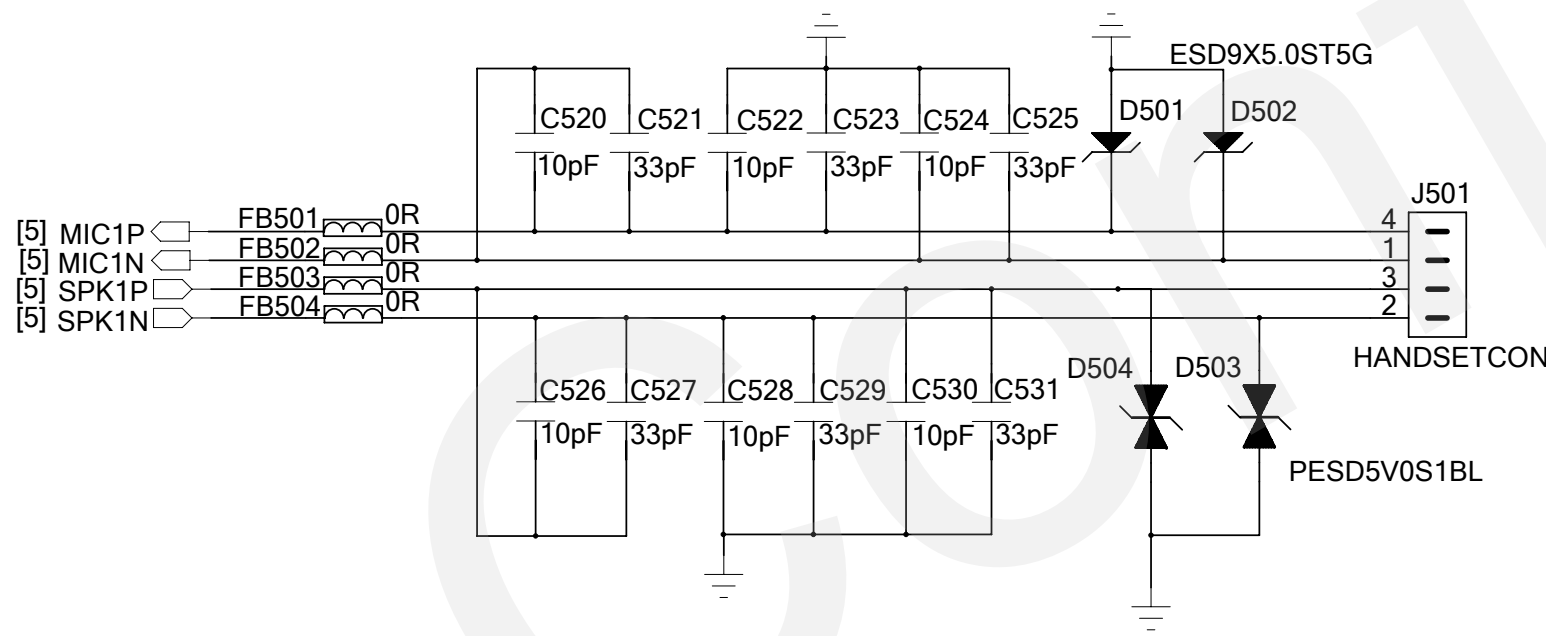 ESD9X5.0ST5G
C520 C521 C522 C523 C524 C525 D501 D502
10pF 33pF 10pF 33pF 10pF 33pF
J501
[5] MIC1P FB501 0R 4
[5] MIC1N FB502 0R 1
[5] SPK1P FB503 0R 3
[5] SPK1N FB504 0R 2
HANDSETCON
C526 C527 C528 C529 C530 C531 D504 D503
10pF 33pF 10pF 33pF 10pF 33pF
PESD5V0S1BL